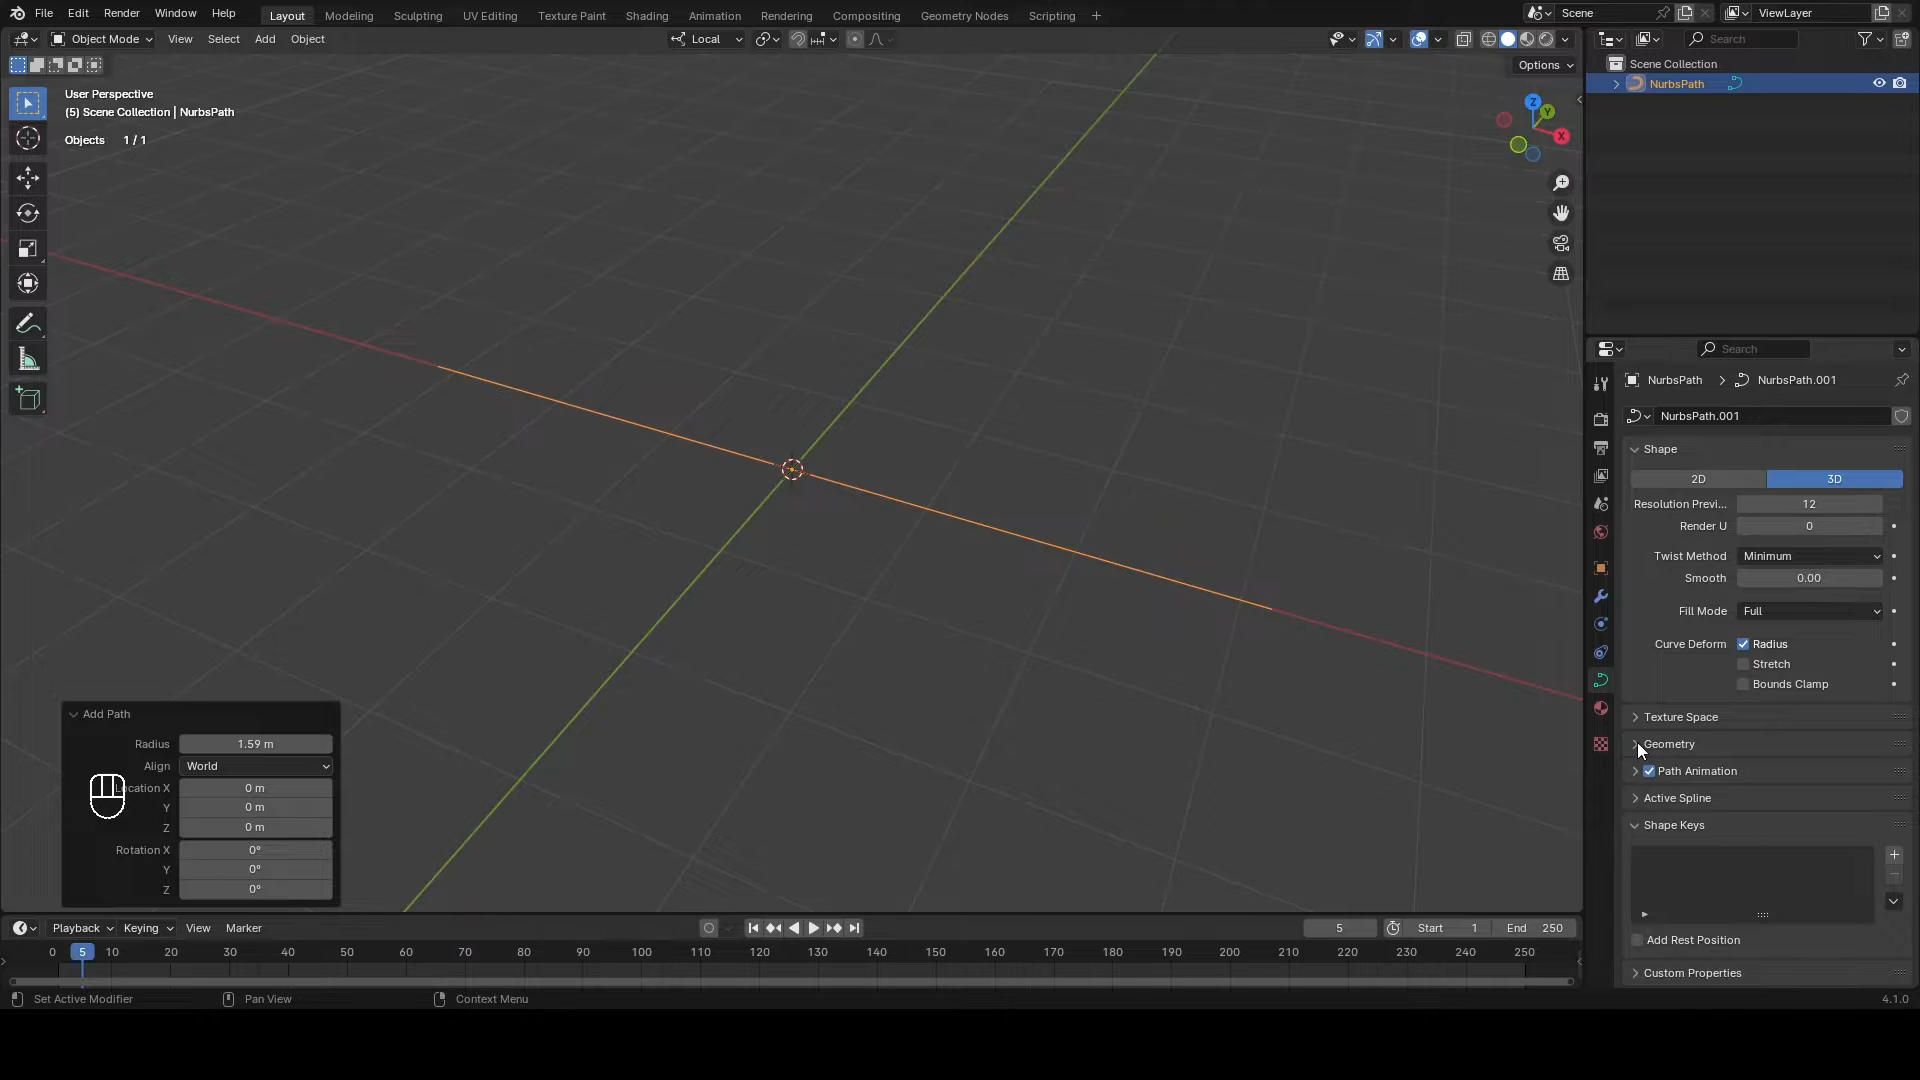 File Edit Render Window Help Layout Modeling Sculpting UV Editing Texture Paint Shading Animation Rendering Compositing Geometry Nodes Scripting + Scene ViewLayer
Object Mode View Select Add Object Local Search
Options
Scene Collection
NurbsPath
User Perspective
(5) Scene Collection | NurbsPath
Objects 1 / 1
Z
Y
X
Search
NurbsPath > NurbsPath.001
NurbsPath.001
Shape
2D 3D
Resolution Previ... 12
Render U 0
Twist Method Minimum
Smooth 0.00
Fill Mode Full
Curve Deform Radius
Stretch
Bounds Clamp
Texture Space
Geometry
Path Animation
Active Spline
Shape Keys
Add Rest Position
Custom Properties
Add Path
Radius 1.59 m
Align World
ocation X 0 m
Y 0 m
Z 0 m
Rotation X 0°
Y 0°
Z 0°
Playback Keying View Marker 5 Start 1 End 250
0 5 10 20 30 40 50 60 70 80 90 100 110 120 130 140 150 160 170 180 190 200 210 220 230 240 250
Set Active Modifier Pan View Context Menu 4.1.0